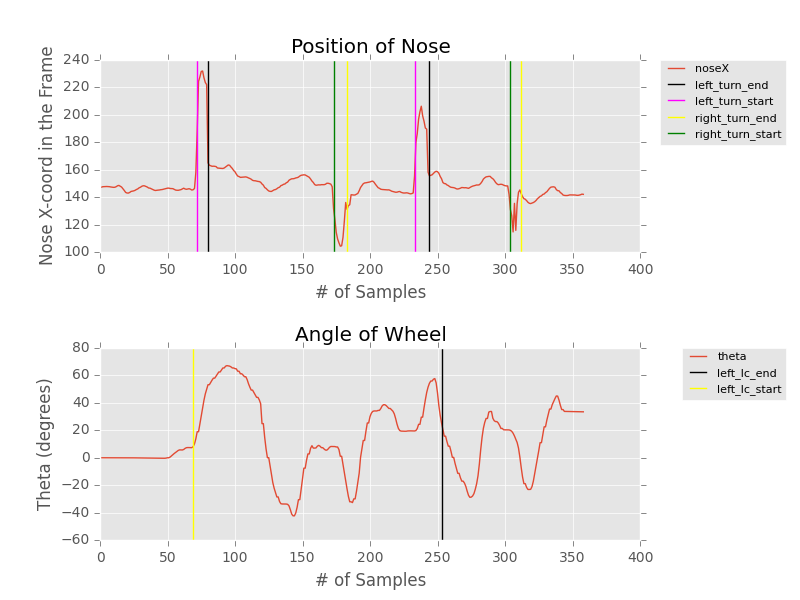 Position of Nose
Nose X-coord in the Frame
240
220
200
180
160
140
120
100
0 50 100 150 200 250 300 350 400
# of Samples
noseX
left_turn_end
left_turn_start
right_turn_end
right_turn_start
Angle of Wheel
Theta (degrees)
80
60
40
20
0
−20
−40
−60
0 50 100 150 200 250 300 350 400
# of Samples
theta
left_lc_end
left_lc_start